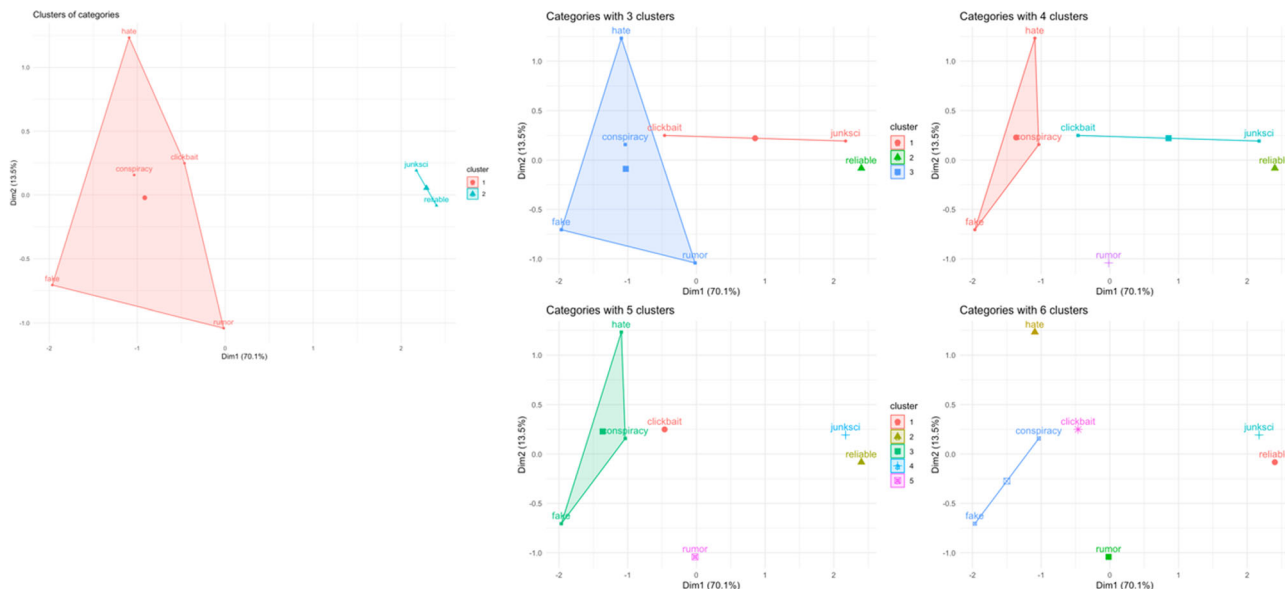 Clusters of categories
hate
1.0
0.5
clickbait
conspiracy
junksci
0.0
reliable
-0.5
fake
-1.0
rumor
-2
-1
0
1
2
Dim1 (70.1%)
Dim2 (13.5%)
cluster
1
2
Categories with 3 clusters
hate
1.0
0.5
clickbait
conspiracy
junksci
0.0
reliable
-0.5
fake
-1.0
rumor
-2
-1
0
1
2
Dim1 (70.1%)
Dim2 (13.5%)
cluster
1
2
3
Categories with 4 clusters
hate
1.0
0.5
clickbait
conspiracy
junksci
0.0
reliable
-0.5
fake
-1.0
rumor
-2
-1
0
1
2
Dim1 (70.1%)
Dim2 (13.5%)
Categories with 5 clusters
hate
1.0
0.5
clickbait
conspiracy
junksci
0.0
reliable
-0.5
fake
-1.0
rumor
-2
-1
0
1
2
Dim1 (70.1%)
Dim2 (13.5%)
cluster
1
2
3
4
5
Categories with 6 clusters
hate
1.0
0.5
clickbait
conspiracy
junksci
0.0
reliabl
-0.5
fake
-1.0
rumor
-2
-1
0
1
2
Dim1 (70.1%)
Dim2 (13.5%)